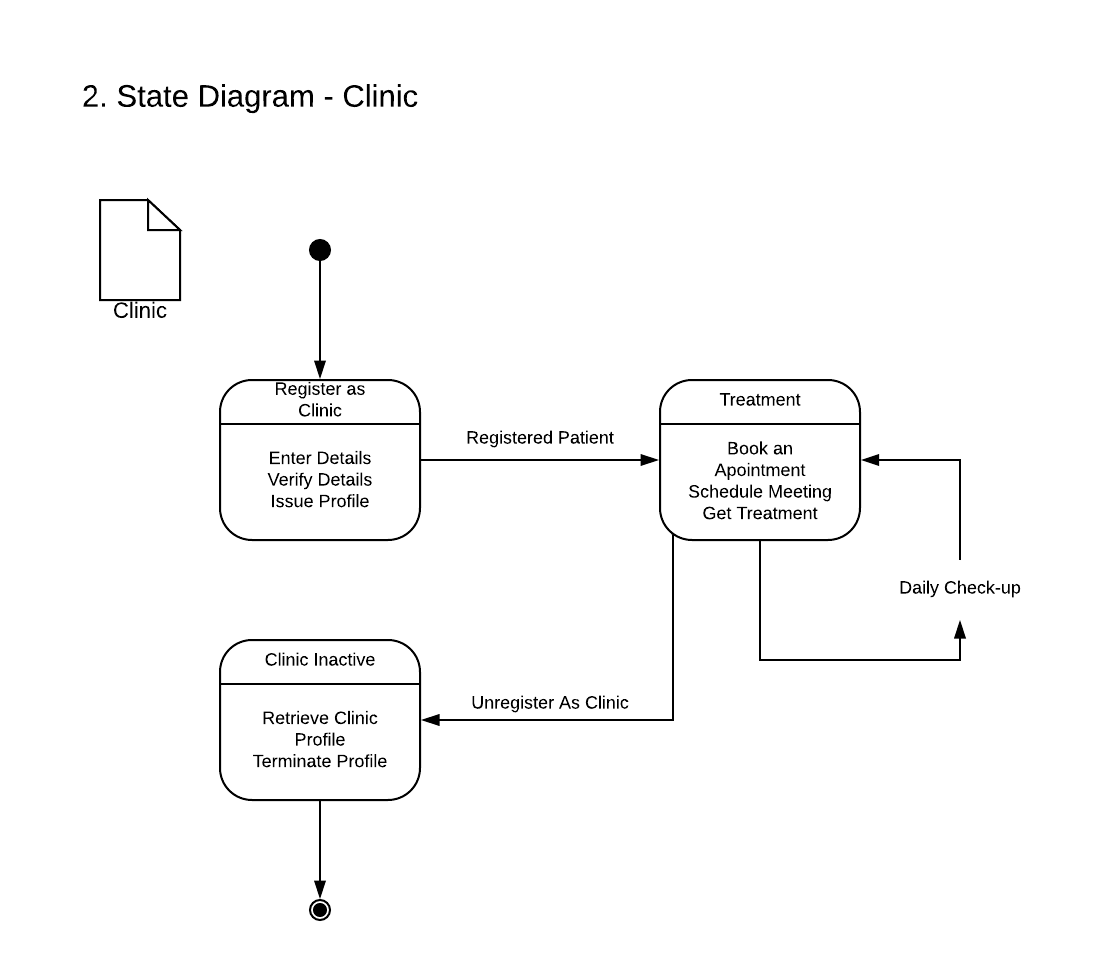 2. State Diagram - Clinic
Clinic
Register as
Clinic
Enter Details
Verify Details
Issue Profile
Registered Patient
Treatment
Book an
Apointment
Schedule Meeting
Get Treatment
Daily Check-up
Clinic Inactive
Retrieve Clinic
Profile
Terminate Profile
Unregister As Clinic